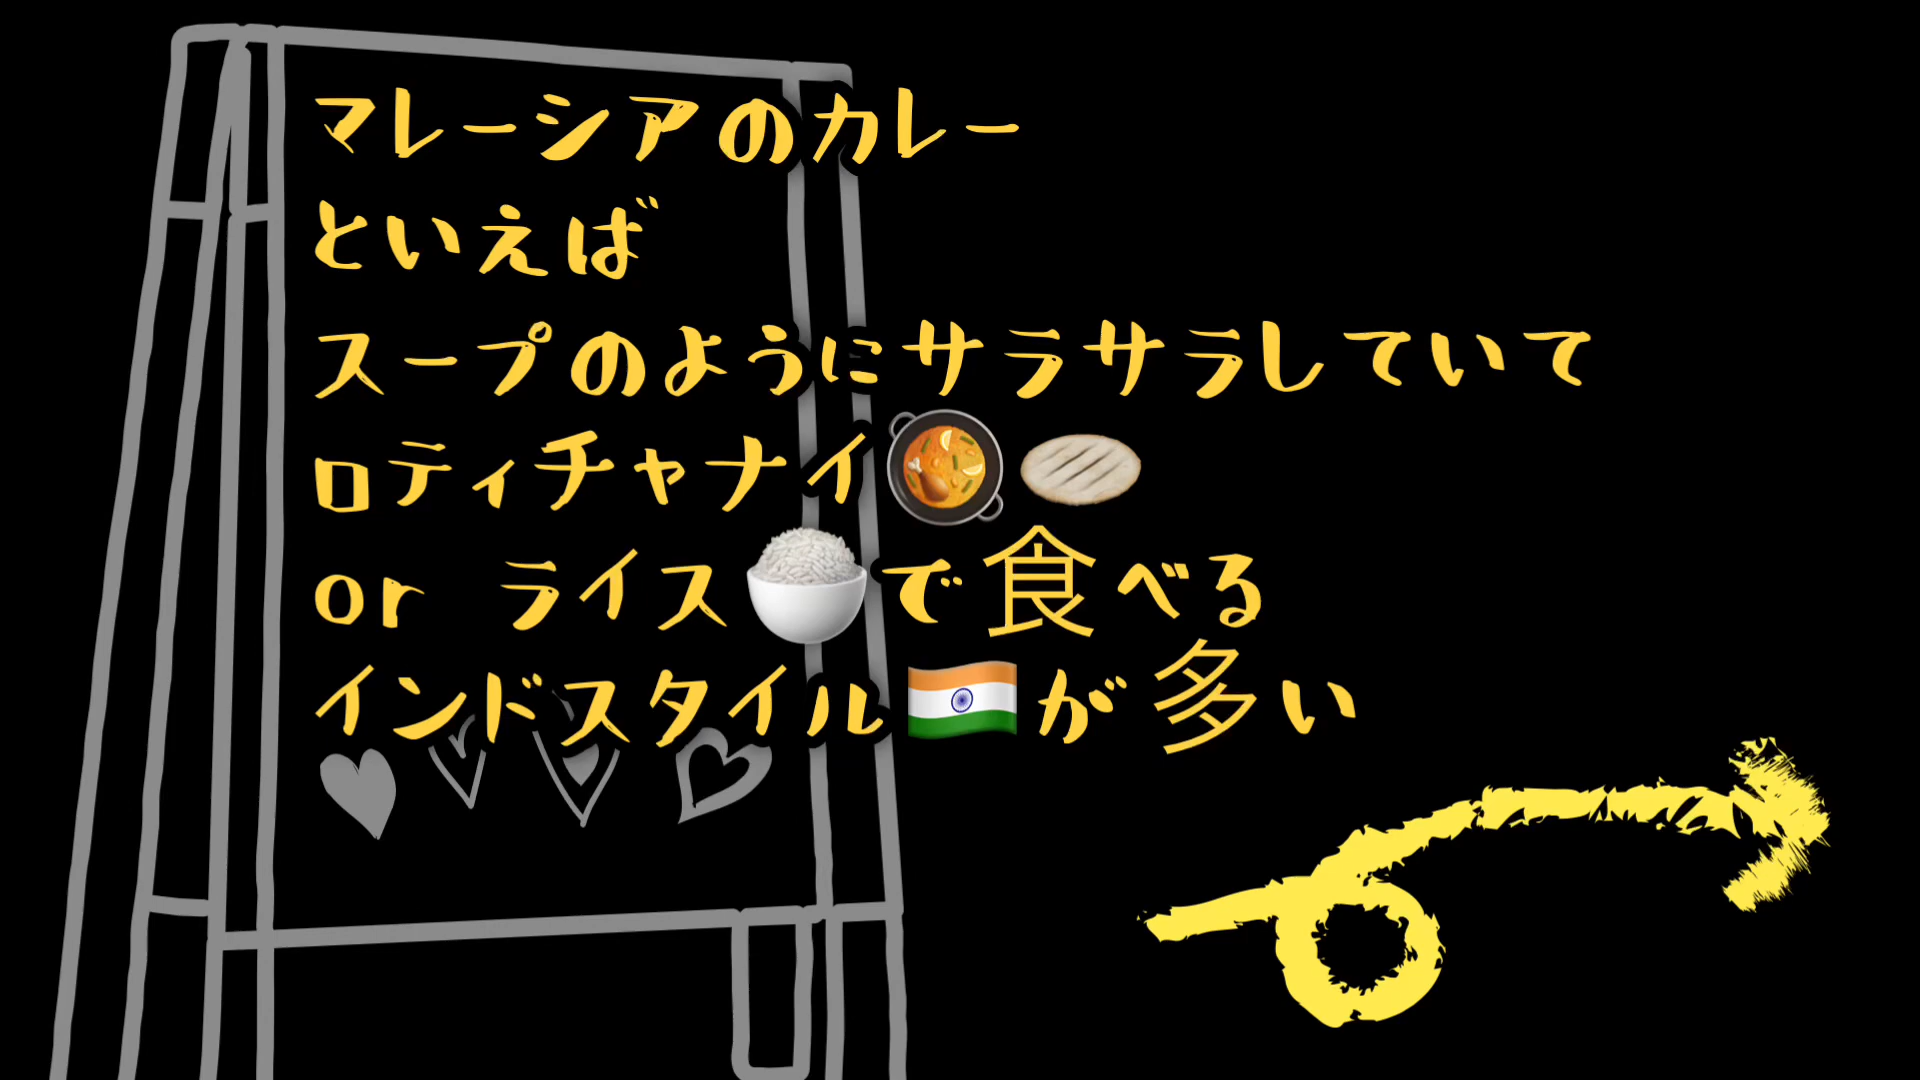 マレーシアのカレー
といえば
スープのようにサラサラしていて
ロティチャナイ🥘🫓
or ライス🍚で食べる
インドスタイル🇮🇳が多い